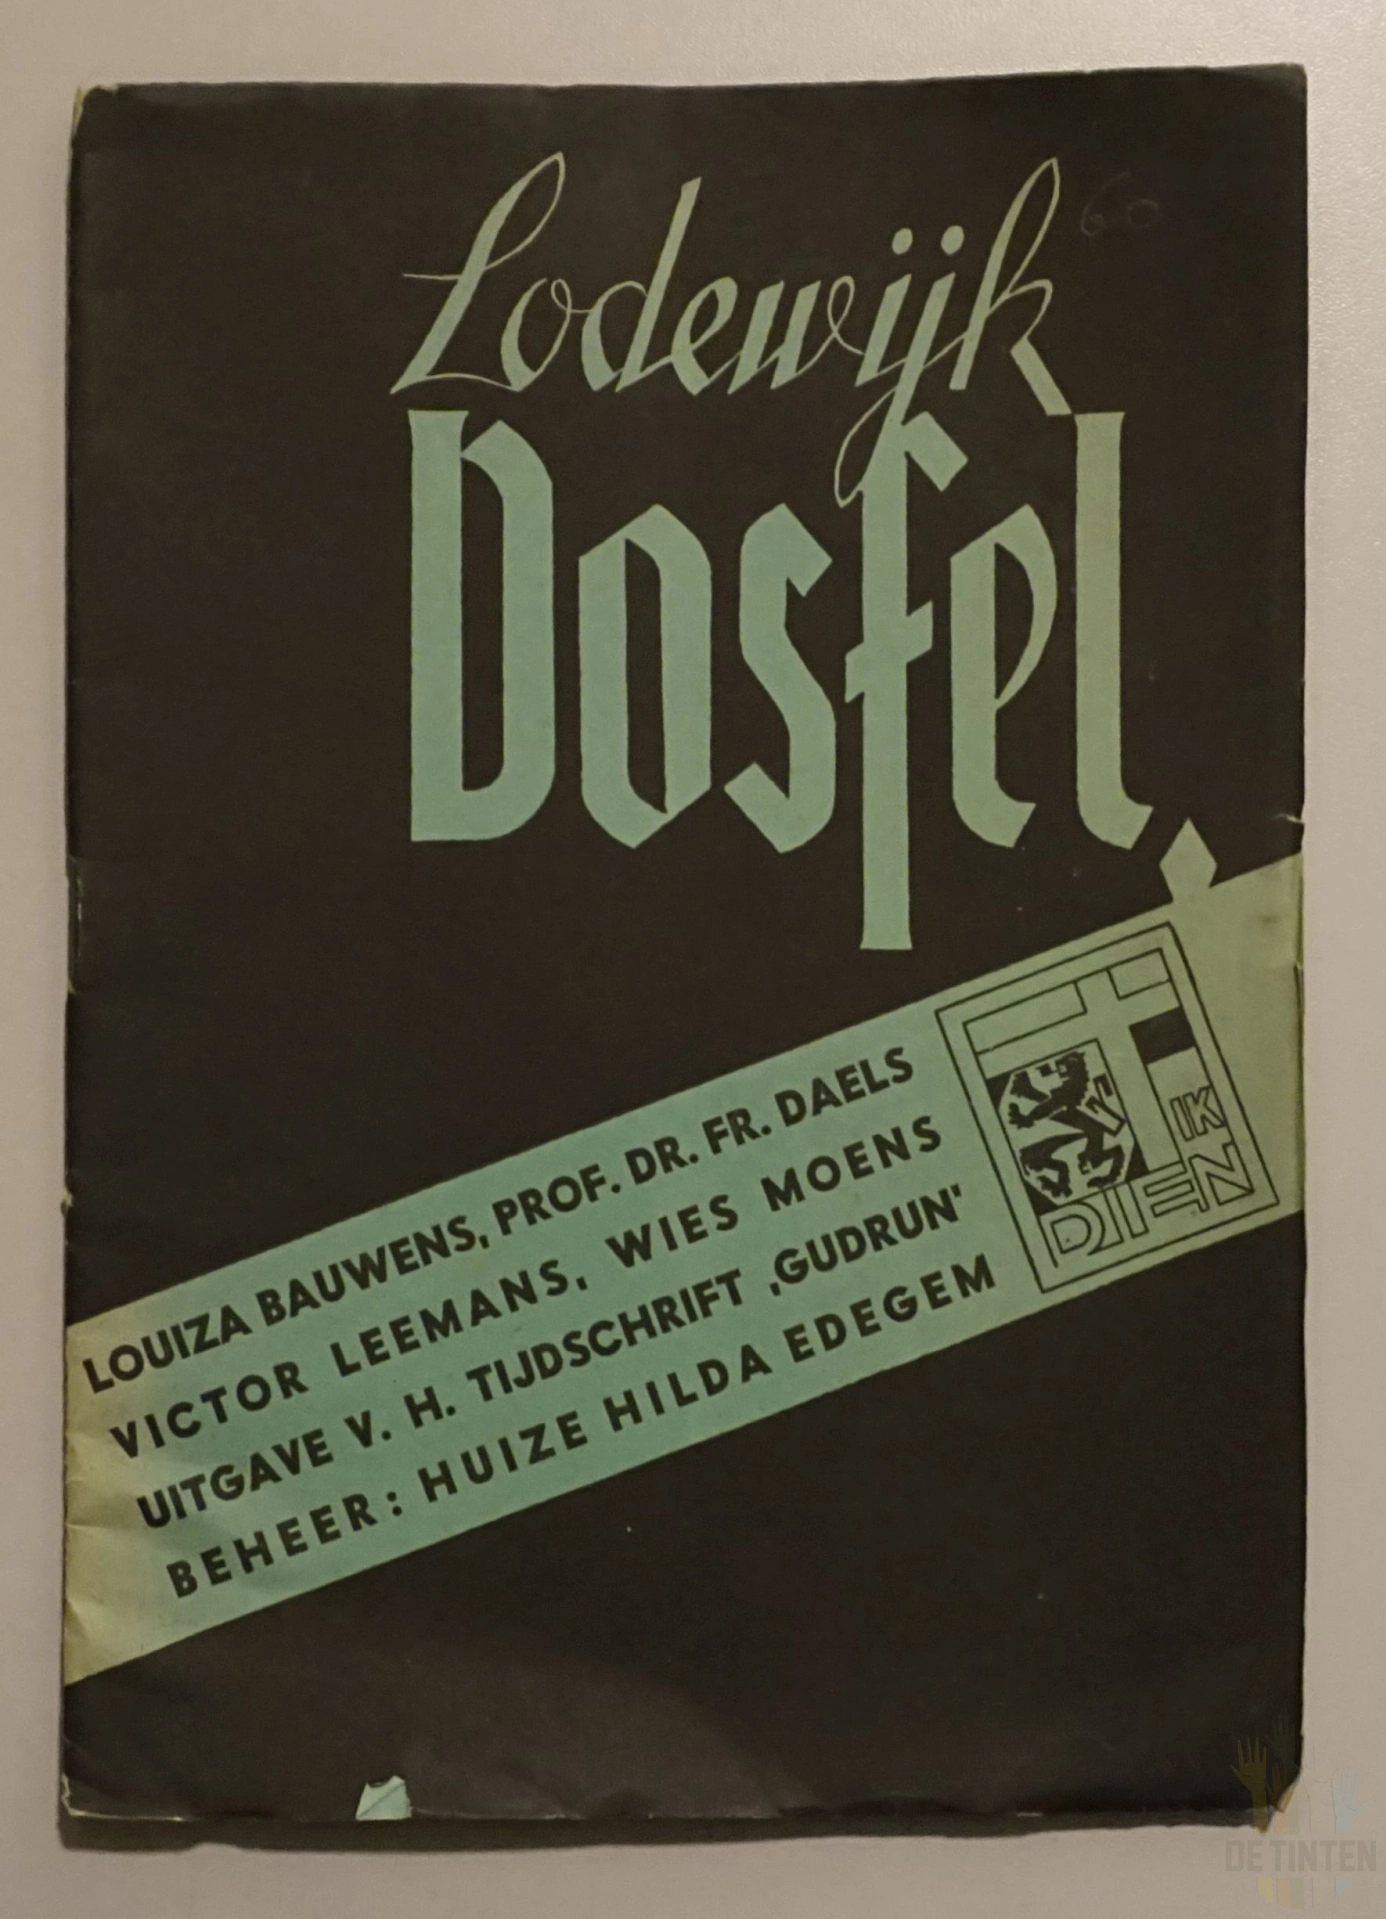 Lodewijk
60
Dosfel.
LOUIZA BAUWENS, PROF. DR. FR. DAELS
VICTOR LEEMANS, WIES MOENS
UITGAVE V. H. TIJDSCHRIFT ‚GUDRUN'
BEHEER: HUIZE HILDA EDEGEM
IK
DIEN
DE TINTEN